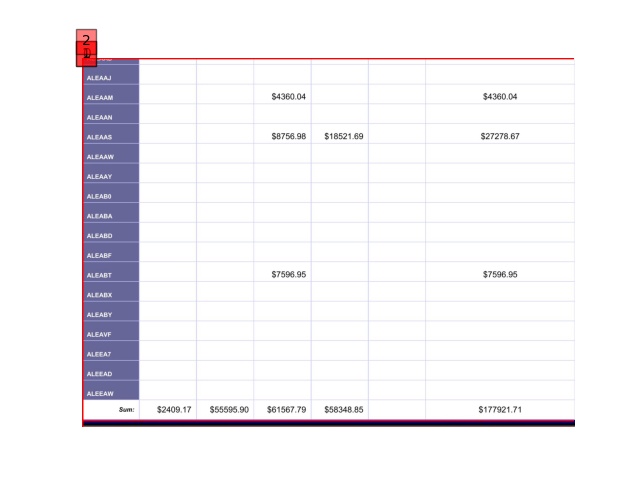 2
ALEAAJ
ALEAAM $4360.04 $4360.04
ALEAAN
ALEAAS $8756.98 $18521.69 $27278.67
ALEAAW
ALEAAY
ALEAB0
ALEABA
ALEABD
ALEABF
ALEABT $7596.95 $7596.95
ALEABX
ALEABY
ALEAVF
ALEEA7
ALEEAD
ALEEAW
Sum: $2409.17 $55595.90 $61567.79 $58348.85 $177921.71